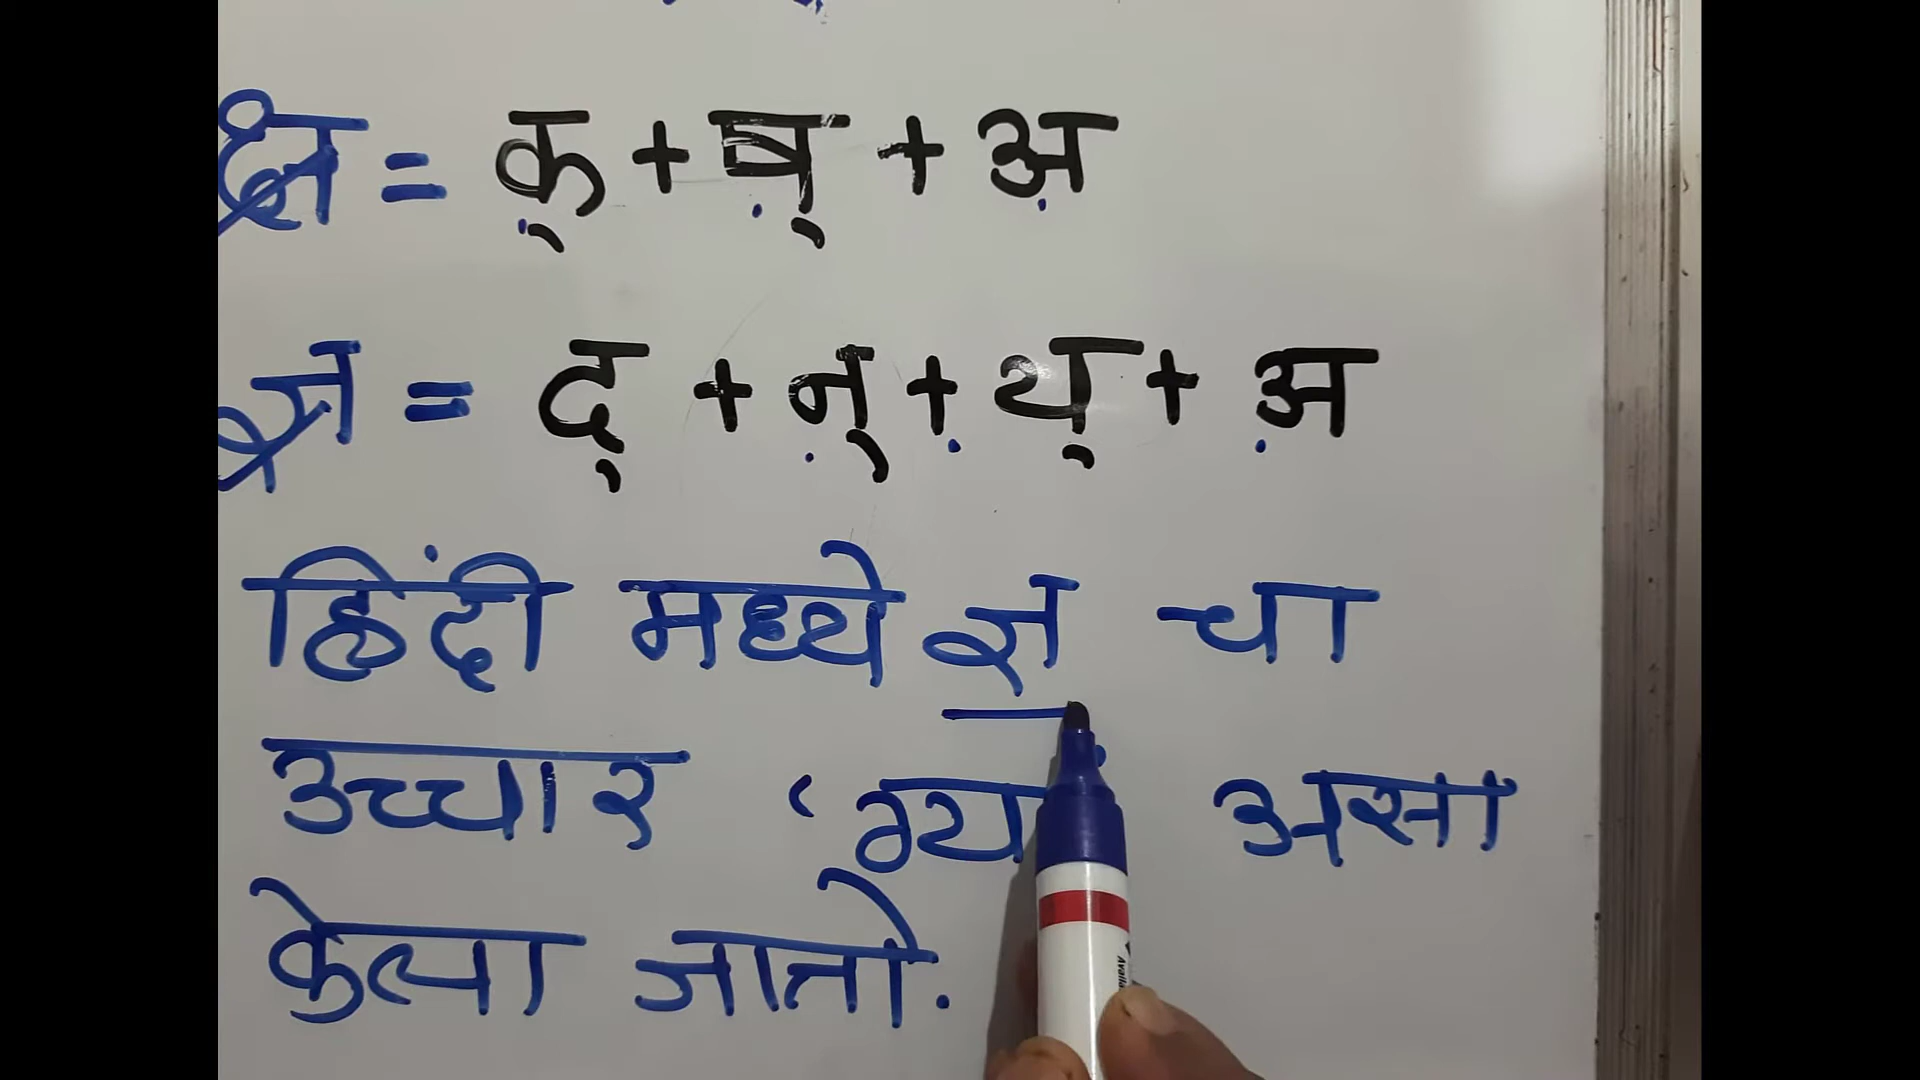 क्ष = क् + ष् + अ
ज्ञ = द् + न् + य् + अ
हिंदी मध्ये ज्ञ चा
उच्चार ‘ग्य’ असा
केल्या जातो.